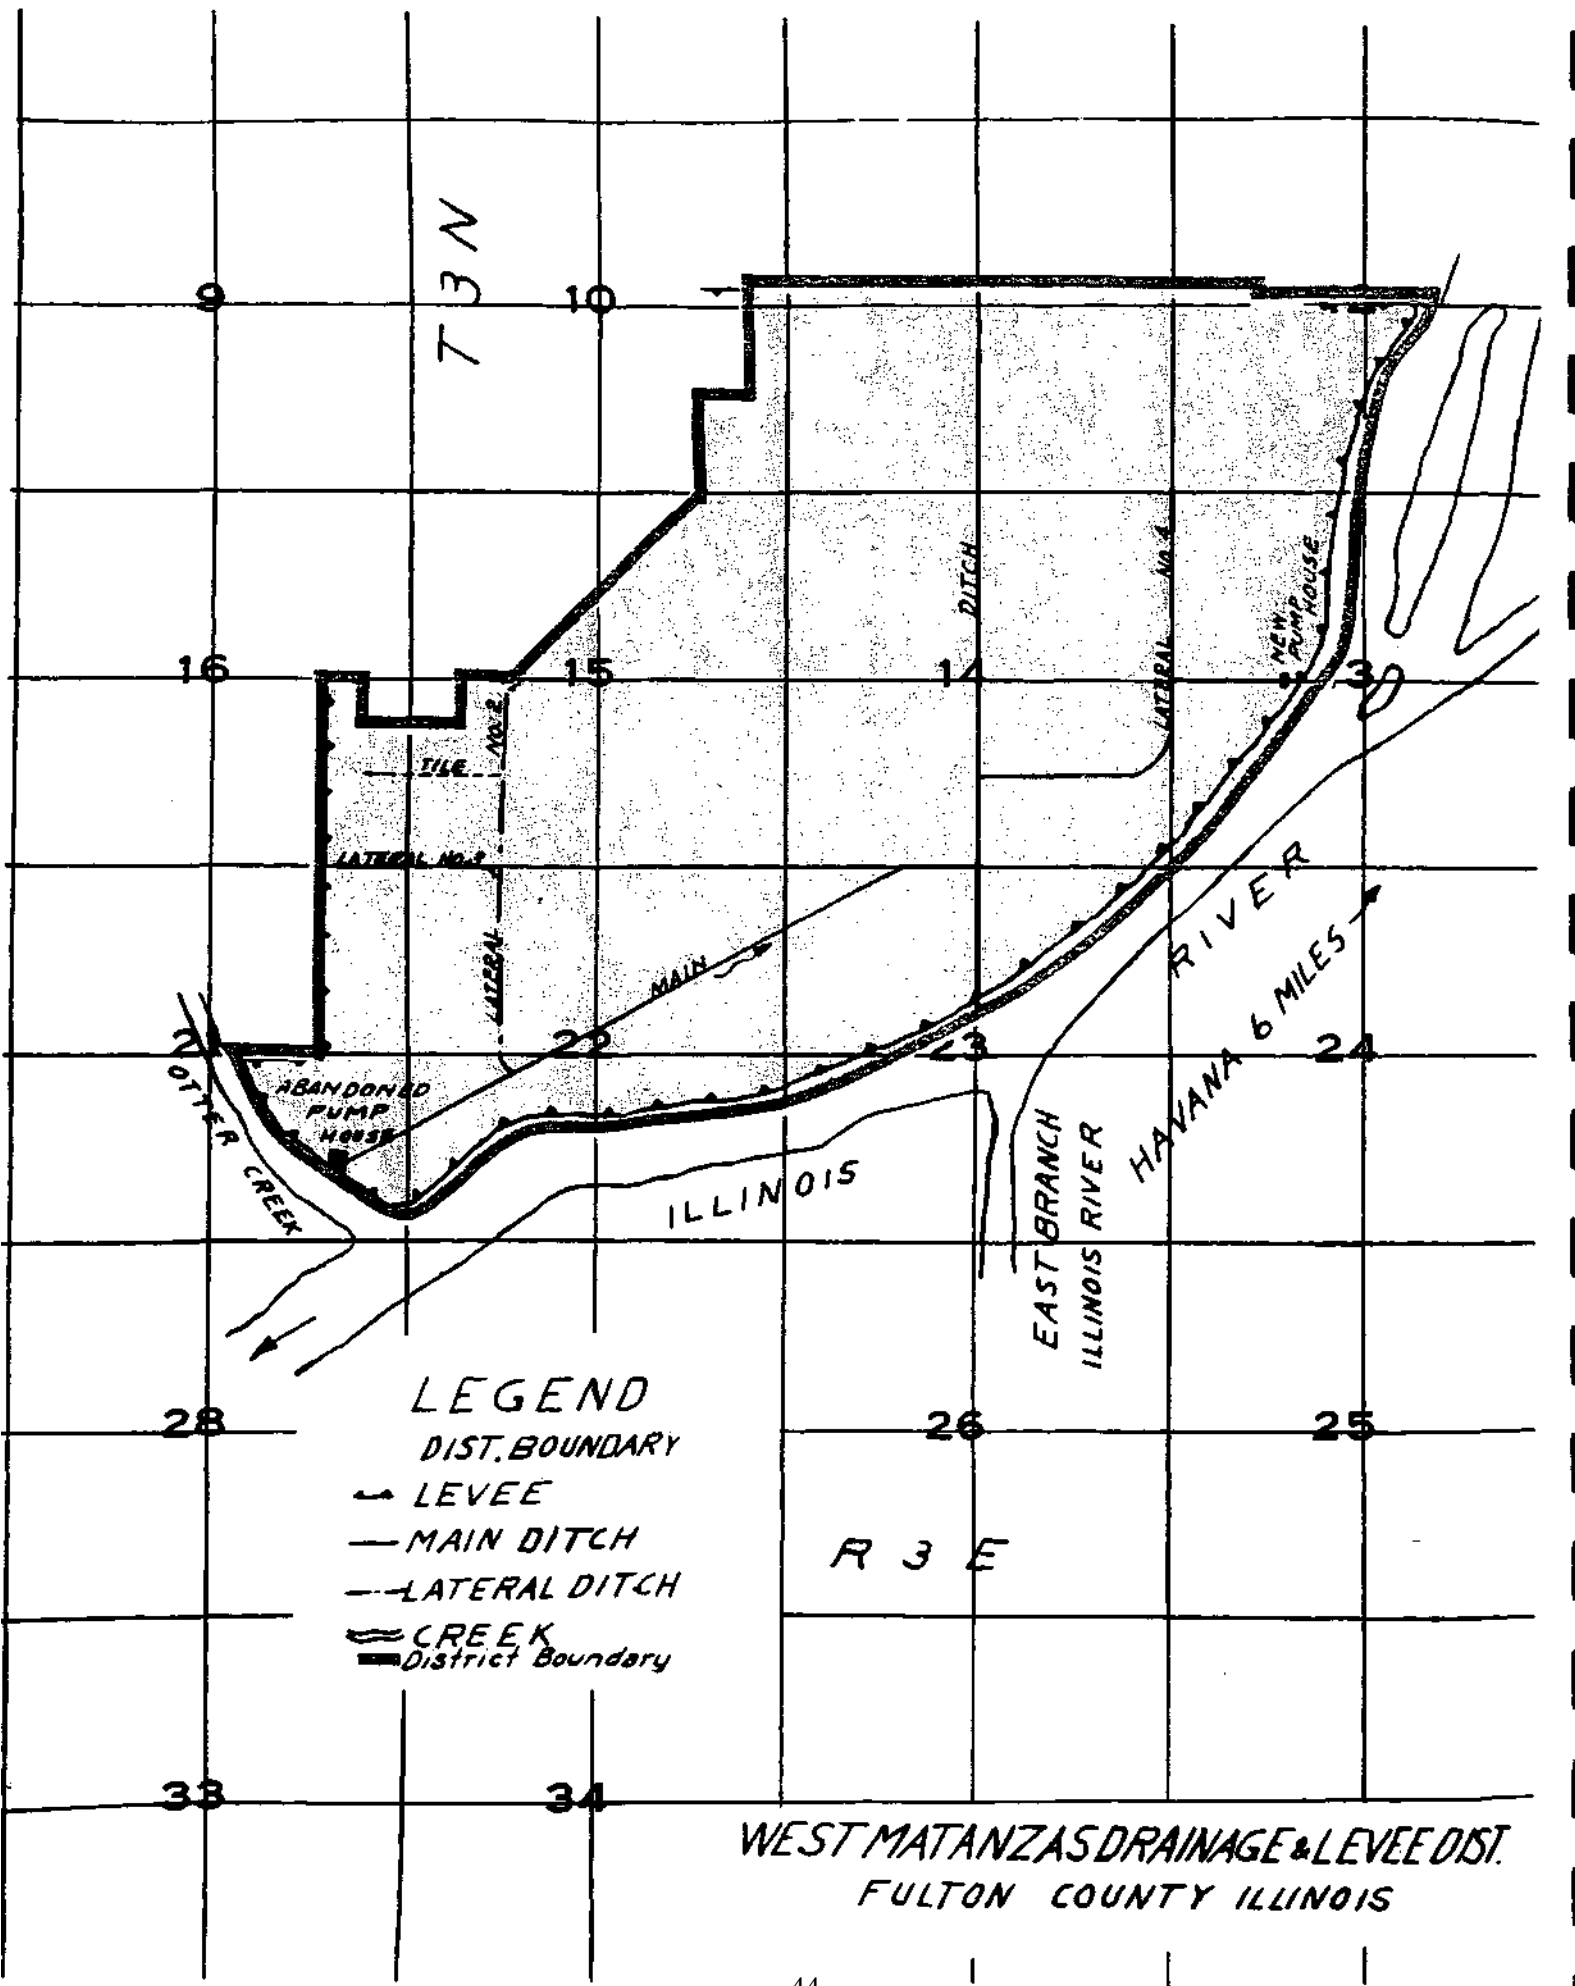 T 3 N
9
10
DITCH
LATERAL NO. 4
NEW
PUMP
HOUSE
16
15
14
3
NO. 2
TILE
LATERAL NO.
LATERAL
MAIN
RIVER
HAVANA 6 MILES
2
22
23
24
OTTER CREEK
ABANDONED
PUMP
HOUSE
ILLINOIS
EAST BRANCH
ILLINOIS RIVER
LEGEND
DIST. BOUNDARY
LEVEE
MAIN DITCH
LATERAL DITCH
CREEK
District Boundary
28
26
25
R 3 E
33
34
WEST MATANZAS DRAINAGE & LEVEE DIST.
FULTON COUNTY ILLINOIS